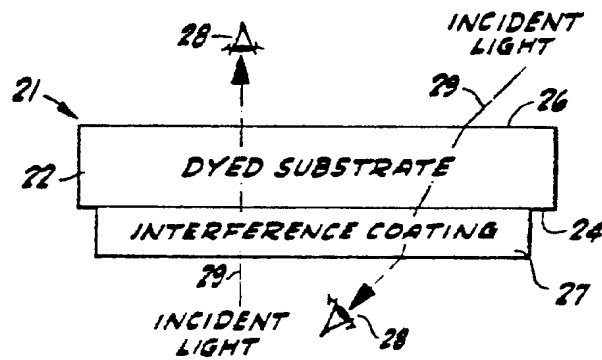 28
INCIDENT
LIGHT
21
29
26
22
DYED SUBSTRATE
INTERFERENCE COATING
24
29
27
INCIDENT
LIGHT
28